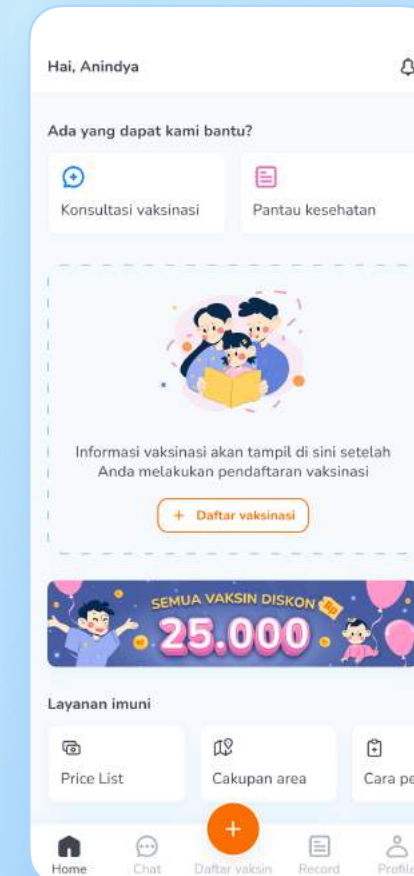 Hai, Anindya
Ada yang dapat kami bantu?
Konsultasi vaksinasi
Pantau kesehatan
Informasi vaksinasi akan tampil di sini setelah
Anda melakukan pendaftaran vaksinasi
+ Daftar vaksinasi
SEMUA VAKSIN DISKON
Rp
25.000
Layanan imuni
Price List
Cakupan area
Cara pe
Home
Chat
Daftar vaksin
Record
Profile